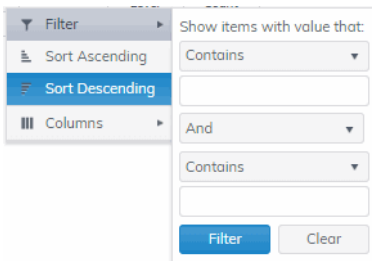 Filter
Sort Ascending
Sort Descending
Columns
Show items with value that:
Contains
And
Contains
Filter
Clear